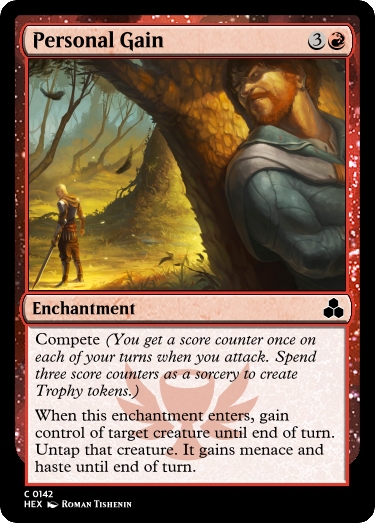 Personal Gain 3
Enchantment
Compete (You get a score counter once on
each of your turns when you attack. Spend
three score counters as a sorcery to create
Trophy tokens.)
When this enchantment enters, gain
control of target creature until end of turn.
Untap that creature. It gains menace and
haste until end of turn.
C 0142
HEX Roman Tishenin